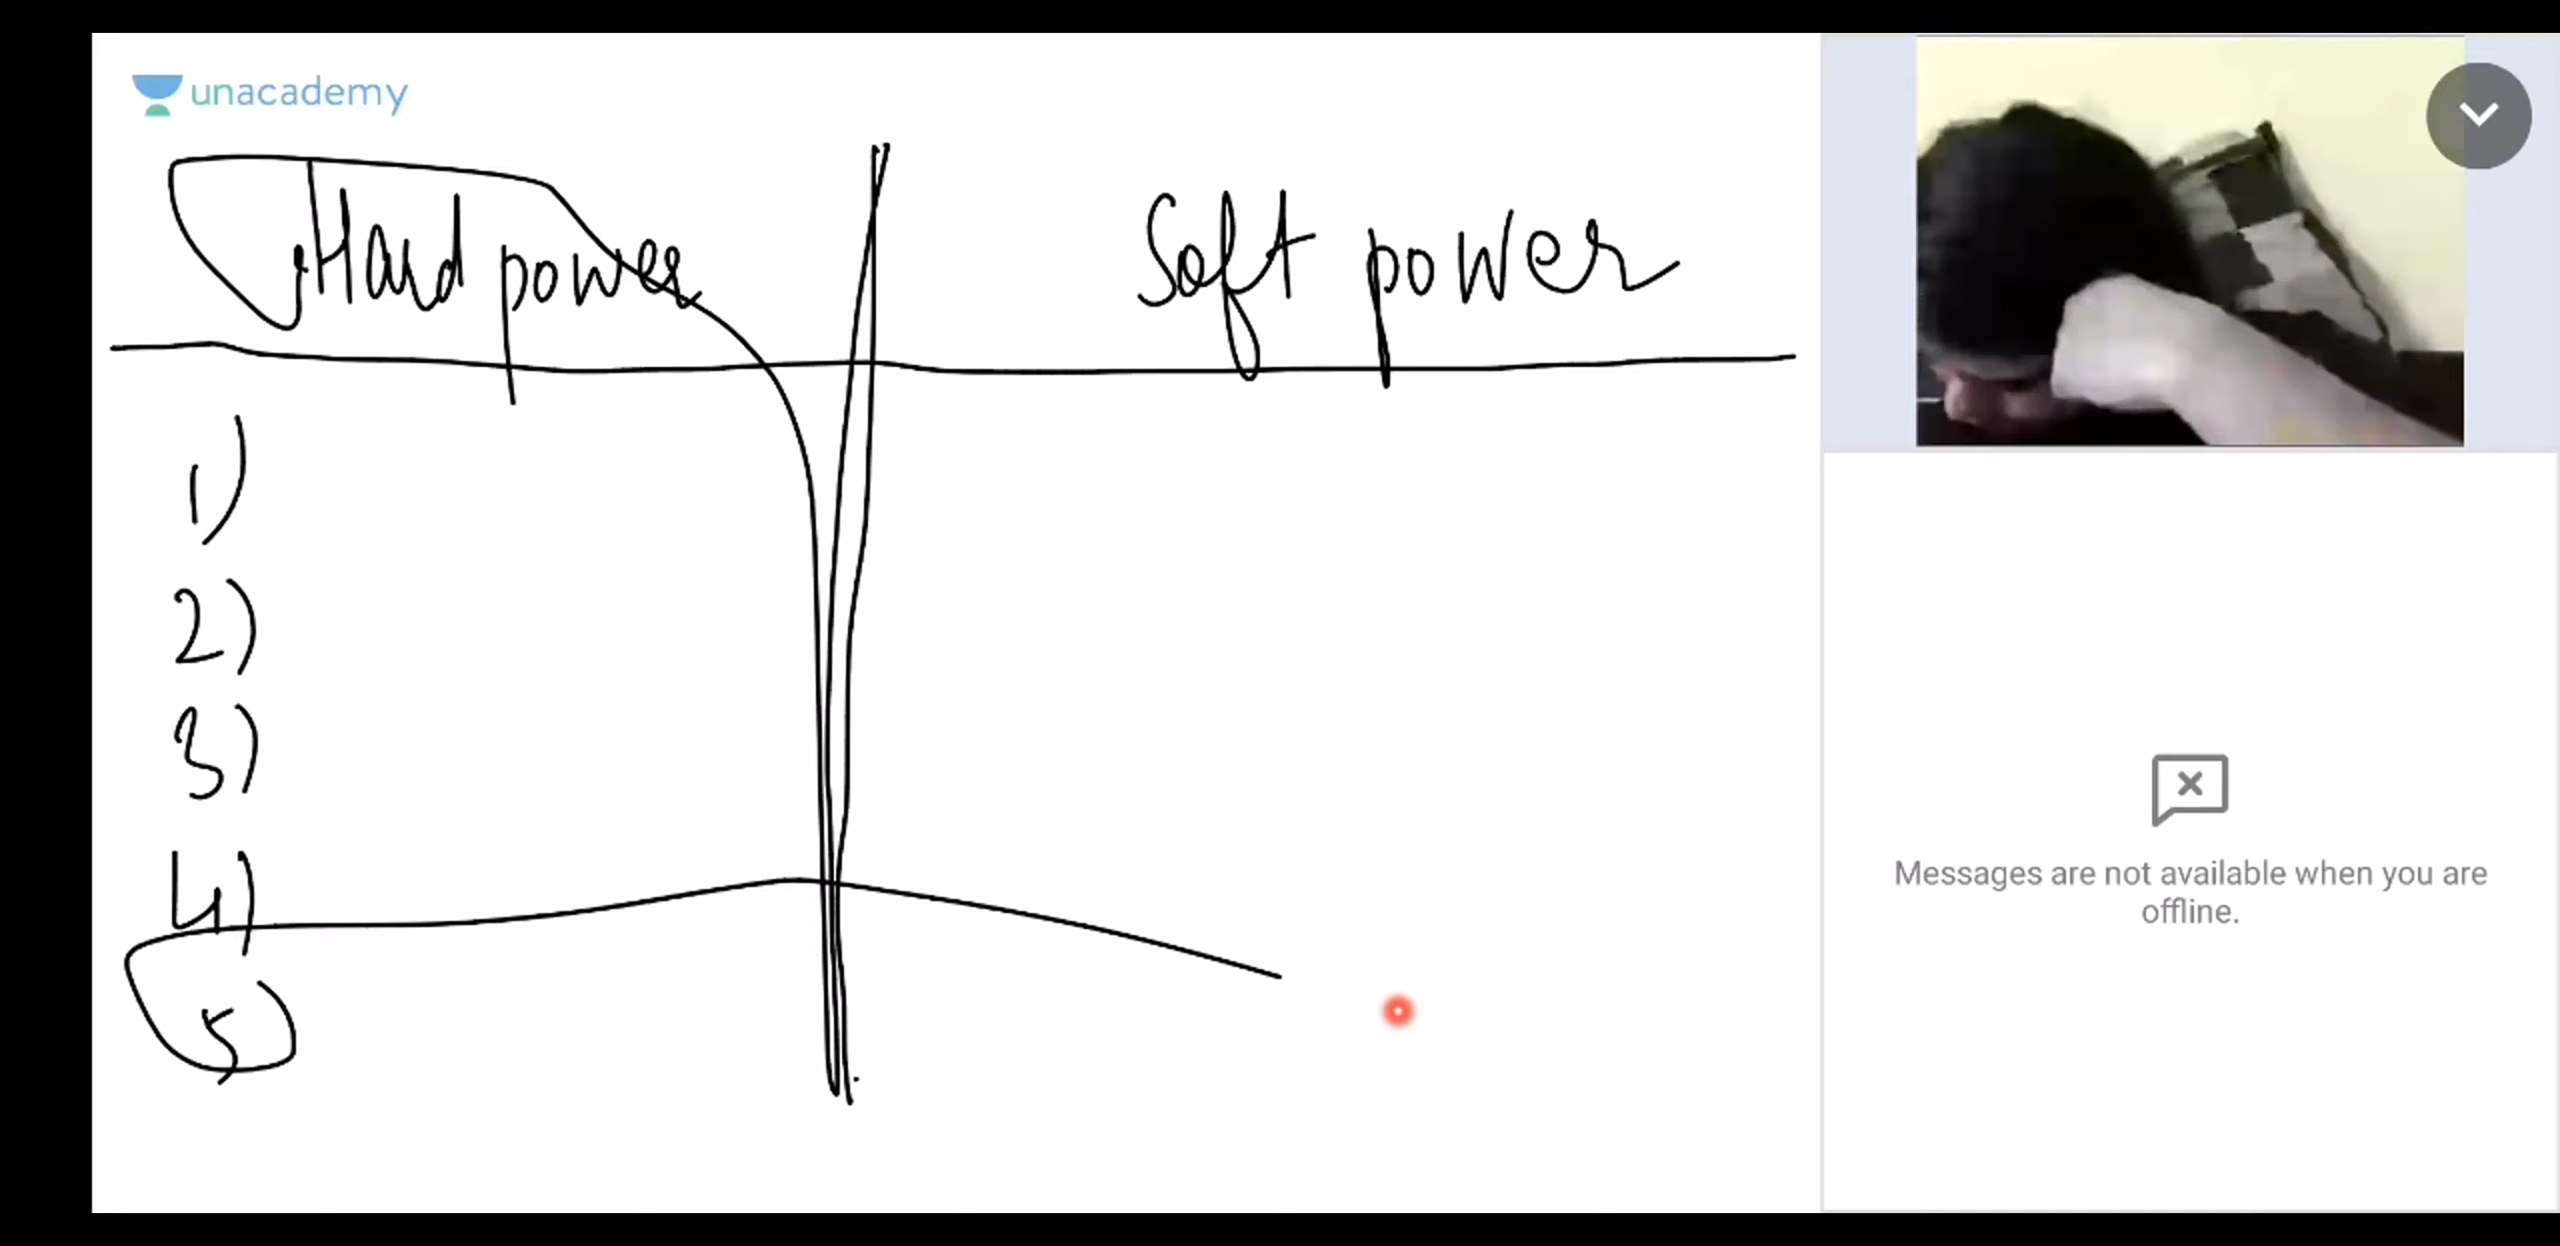 unacademy
Hard power
Soft power
1)
2)
3)
4)
5)
Messages are not available when you are
offline.